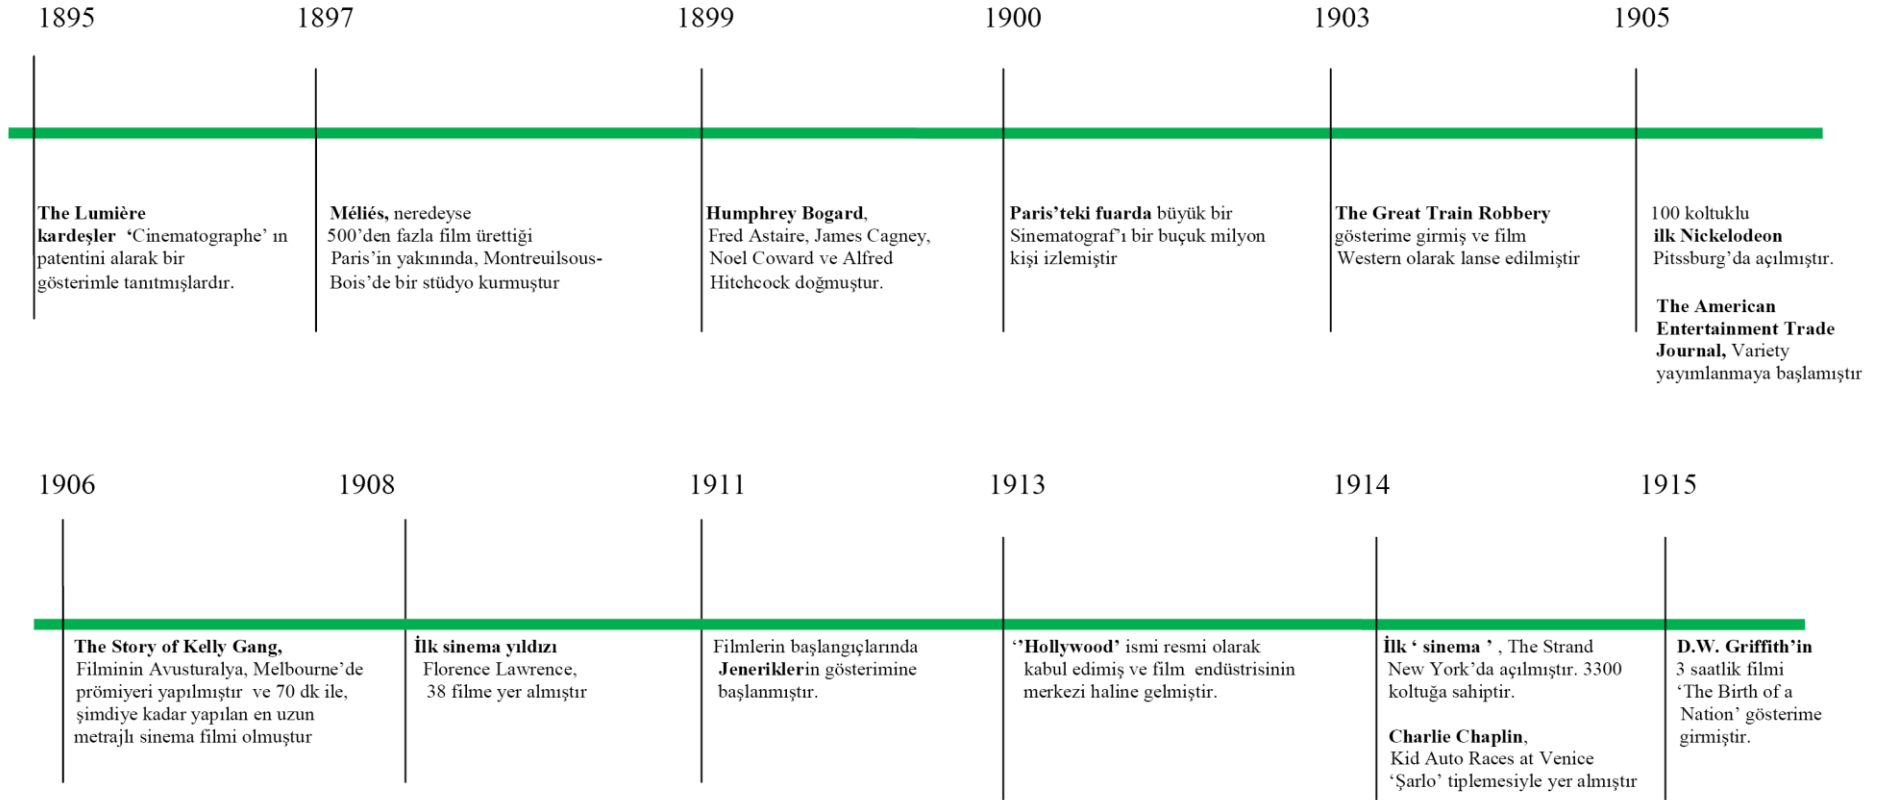 1895 1897 1899 1900 1903 1905
The Lumière
kardeşler ‘Cinematographe’ ın
patentini alarak bir
gösterimle tanıtmışlardır.
Méliés, neredeyse
500’den fazla film ürettiği
Paris’in yakınında, Montreuilsous-
Bois’de bir stüdyo kurmuştur
Humphrey Bogard,
Fred Astaire, James Cagney,
Noel Coward ve Alfred
Hitchcock doğmuştur.
Paris’teki fuarda büyük bir
Sinematograf’ı bir buçuk milyon
kişi izlemiştir
The Great Train Robbery
gösterime girmiş ve film
Western olarak lanse edilmiştir
100 koltuklu
ilk Nickelodeon
Pitssburg’da açılmıştır.
The American
Entertainment Trade
Journal, Variety
yayımlanmaya başlamıştır
1906 1908 1911 1913 1914 1915
The Story of Kelly Gang,
Filminin Avusturalya, Melbourne’de
prömiyeri yapılmıştır ve 70 dk ile,
şimdiye kadar yapılan en uzun
metrajlı sinema filmi olmuştur
İlk sinema yıldızı
Florence Lawrence,
38 filme yer almıştır
Filmlerin başlangıçlarında
Jeneriklerin gösterimine
başlanmıştır.
‘’Hollywood’ ismi resmi olarak
kabul edimiş ve film endüstrisinin
merkezi haline gelmiştir.
İlk ‘ sinema ’ , The Strand
New York’da açılmıştır. 3300
koltuğa sahiptir.
Charlie Chaplin,
Kid Auto Races at Venice
‘Şarlo’ tiplemesiyle yer almıştır
D.W. Griffith’in
3 saatlik filmi
‘The Birth of a
Nation’ gösterime
girmiştir.